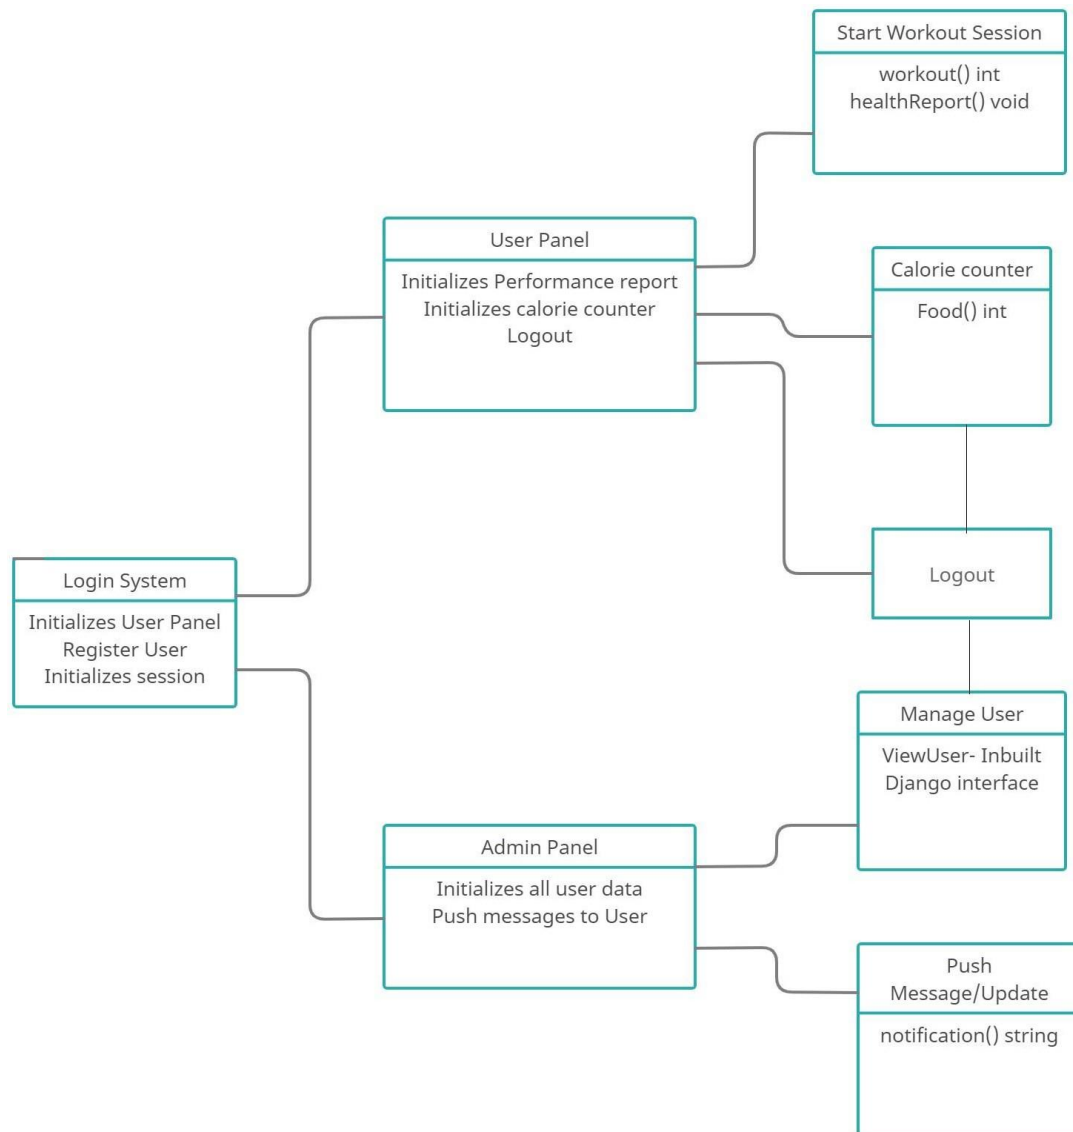 Start Workout Session
workout() int
healthReport() void
User Panel
Initializes Performance report
Initializes calorie counter
Logout
Calorie counter
Food() int
Login System
Initializes User Panel
Register User
Initializes session
Logout
Manage User
ViewUser- Inbuilt
Django interface
Admin Panel
Initializes all user data
Push messages to User
Push
Message/Update
notification() string